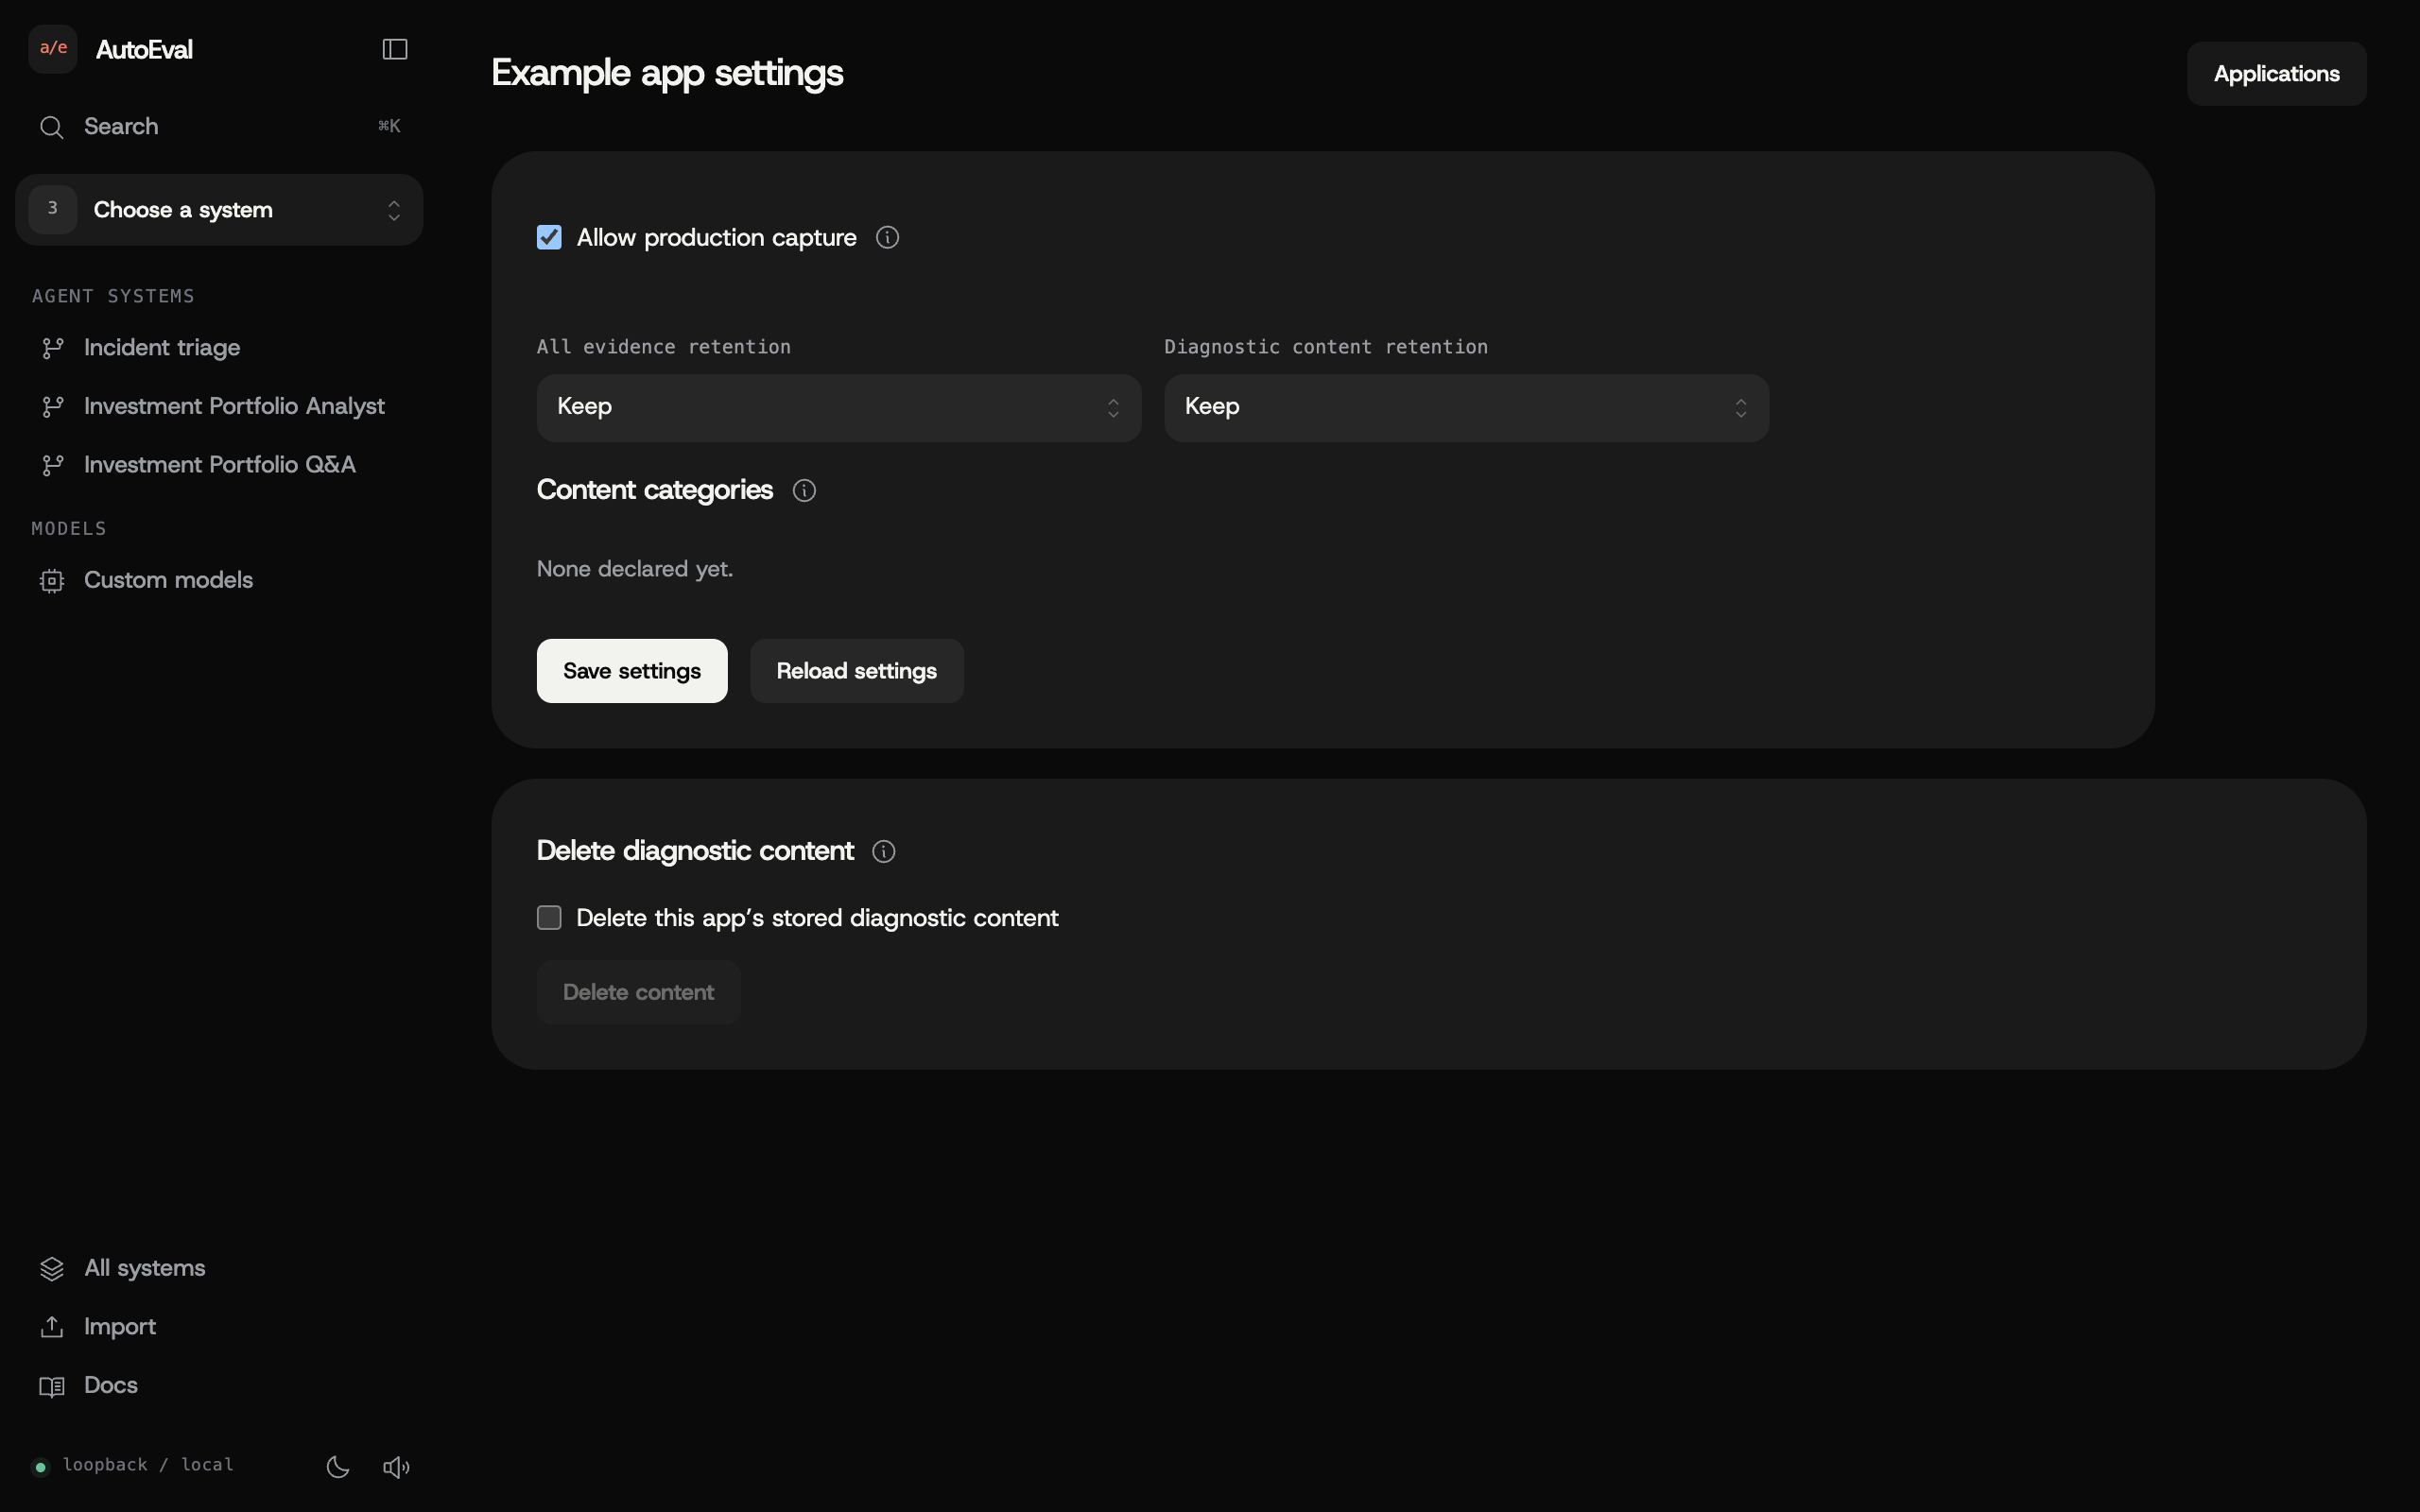 a/e AutoEval
Search ⌘K
3 Choose a system
AGENT SYSTEMS
Incident triage
Investment Portfolio Analyst
Investment Portfolio Q&A
MODELS
Custom models
All systems
Import
Docs
loopback / local
Example app settings
Applications
Allow production capture
All evidence retention
Keep
Diagnostic content retention
Keep
Content categories
None declared yet.
Save settings
Reload settings
Delete diagnostic content
Delete this app’s stored diagnostic content
Delete content